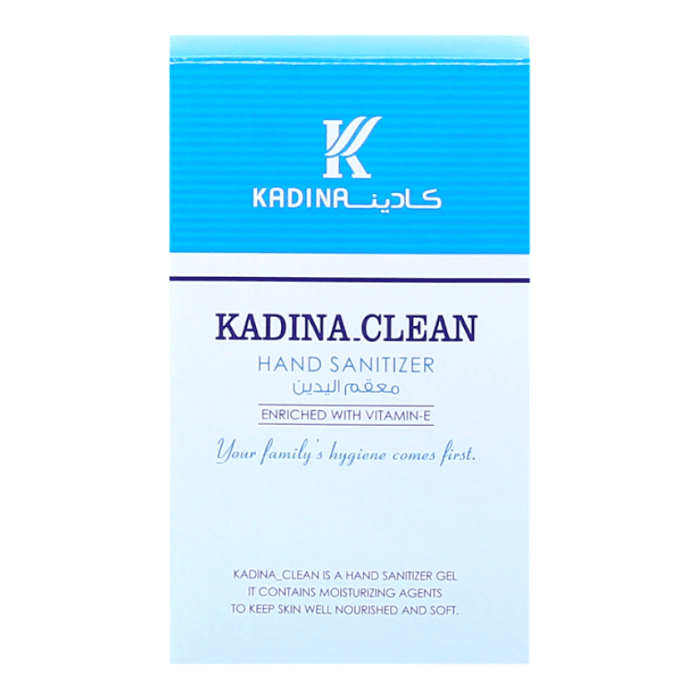 K
KADINA كادينـا
KADINA_CLEAN
HAND SANITIZER
معقم اليدين
ENRICHED WITH VITAMIN-E
Your family's hygiene comes first.
KADINA_CLEAN IS A HAND SANITIZER GEL
IT CONTAINS MOISTURIZING AGENTS
TO KEEP SKIN WELL NOURISHED AND SOFT.